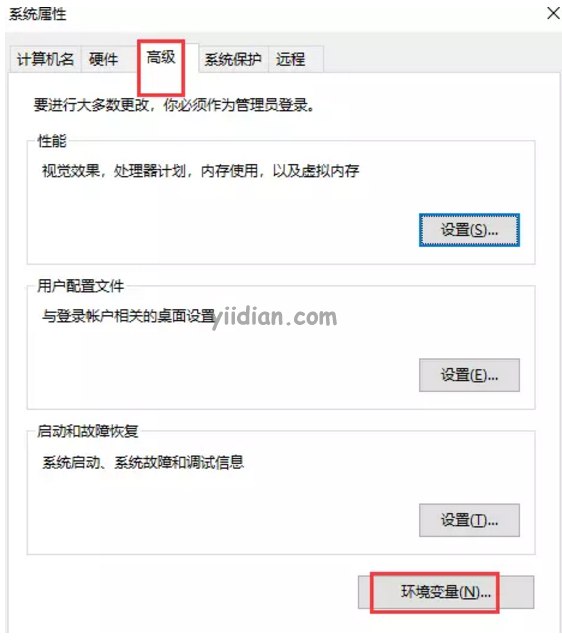 系统属性
计算机名 硬件 高级 系统保护 远程
要进行大多数更改，你必须作为管理员登录。
性能
视觉效果，处理器计划，内存使用，以及虚拟内存
设置(S)...
用户配置文件
与登录帐户相关的桌面设置
yiidian.com
设置(E)...
启动和故障恢复
系统启动、系统故障和调试信息
设置(T)...
环境变量(N)...